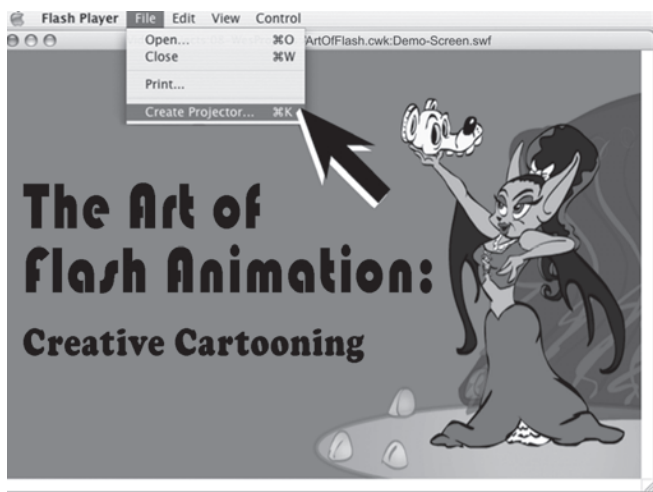 Flash Player File Edit View Control
ArtOfFlash.cwk:Demo-Screen.swf
Open... ⌘O
Close ⌘W
Print...
Create Projector... ⌘K
The Art of
Flash Animation:
Creative Cartooning